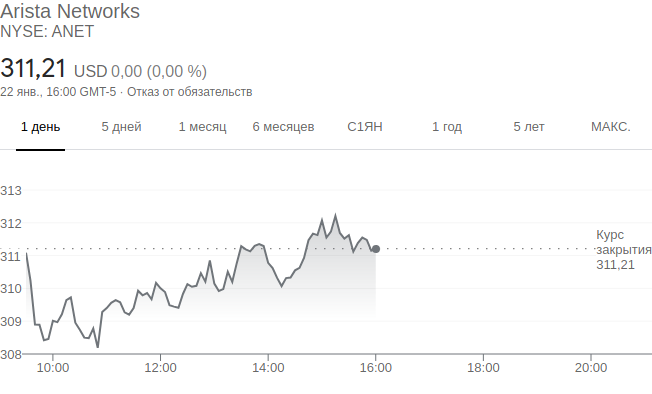 Arista Networks
NYSE: ANET
311,21 USD 0,00 (0,00 %)
22 янв., 16:00 GMT-5 · Отказ от обязательств
1 день 5 дней 1 месяц 6 месяцев С1ЯН 1 год 5 лет МАКС.
313
312
Курс
закрытия
311,21
311
310
309
308
10:00 12:00 14:00 16:00 18:00 20:00